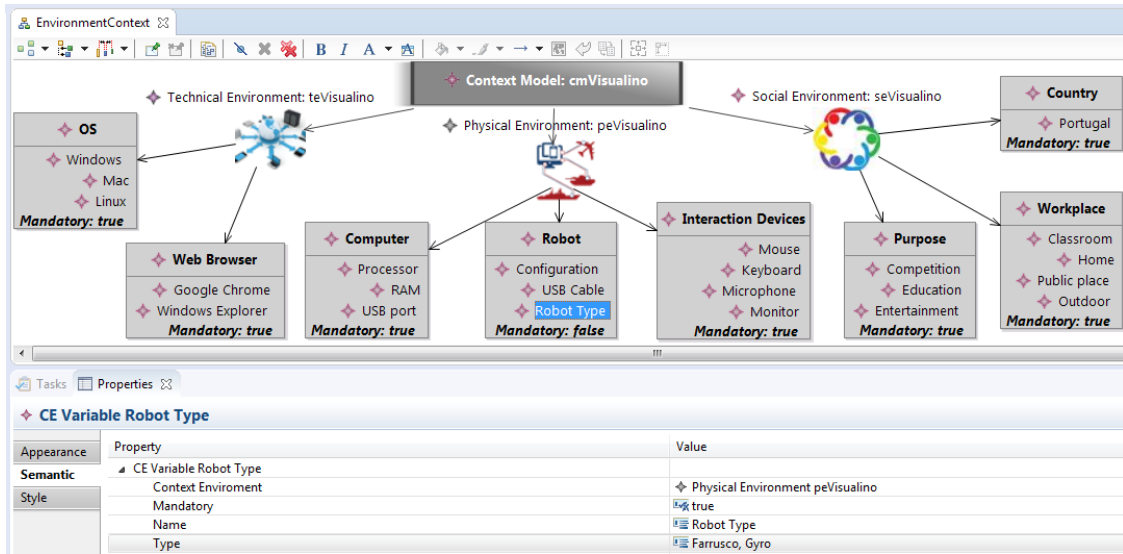 EnvironmentContext
B I A A
Context Model: cmVisualino
Technical Environment: teVisualino
Physical Environment: peVisualino
Social Environment: seVisualino
OS
Windows
Mac
Linux
Mandatory: true
Web Browser
Google Chrome
Windows Explorer
Mandatory: true
Computer
Processor
RAM
USB port
Mandatory: true
Robot
Configuration
USB Cable
Robot Type
Mandatory: false
Interaction Devices
Mouse
Keyboard
Microphone
Monitor
Mandatory: true
Purpose
Competition
Education
Entertainment
Mandatory: true
Country
Portugal
Mandatory: true
Workplace
Classroom
Home
Public place
Outdoor
Mandatory: true
Tasks Properties
CE Variable Robot Type
Appearance
Semantic
Style
Property Value
CE Variable Robot Type
Context Enviroment Physical Environment peVisualino
Mandatory true
Name Robot Type
Type Farrusco, Gyro